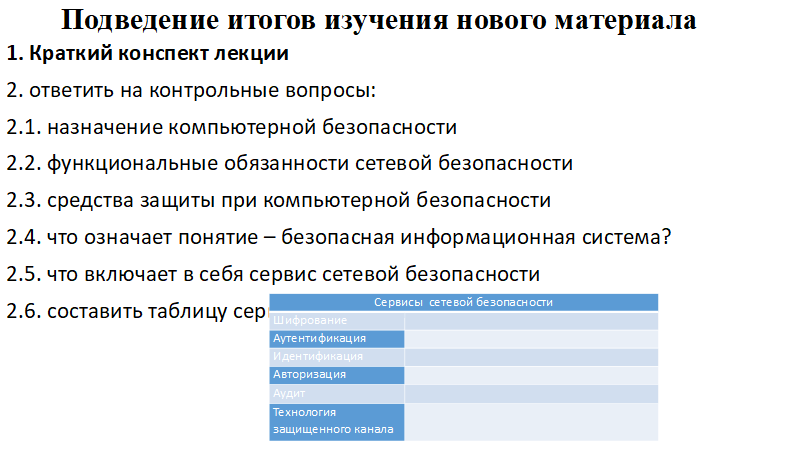 Подведение итогов изучения нового материала
1. Краткий конспект лекции
2. ответить на контрольные вопросы:
2.1. назначение компьютерной безопасности
2.2. функциональные обязанности сетевой безопасности
2.3. средства защиты при компьютерной безопасности
2.4. что означает понятие – безопасная информационная система?
2.5. что включает в себя сервис сетевой безопасности
2.6. составить таблицу
Сервисы сетевой безопасности
Шифрование
Аутентификация
Идентификация
Авторизация
Аудит
Технология
защищенного канала